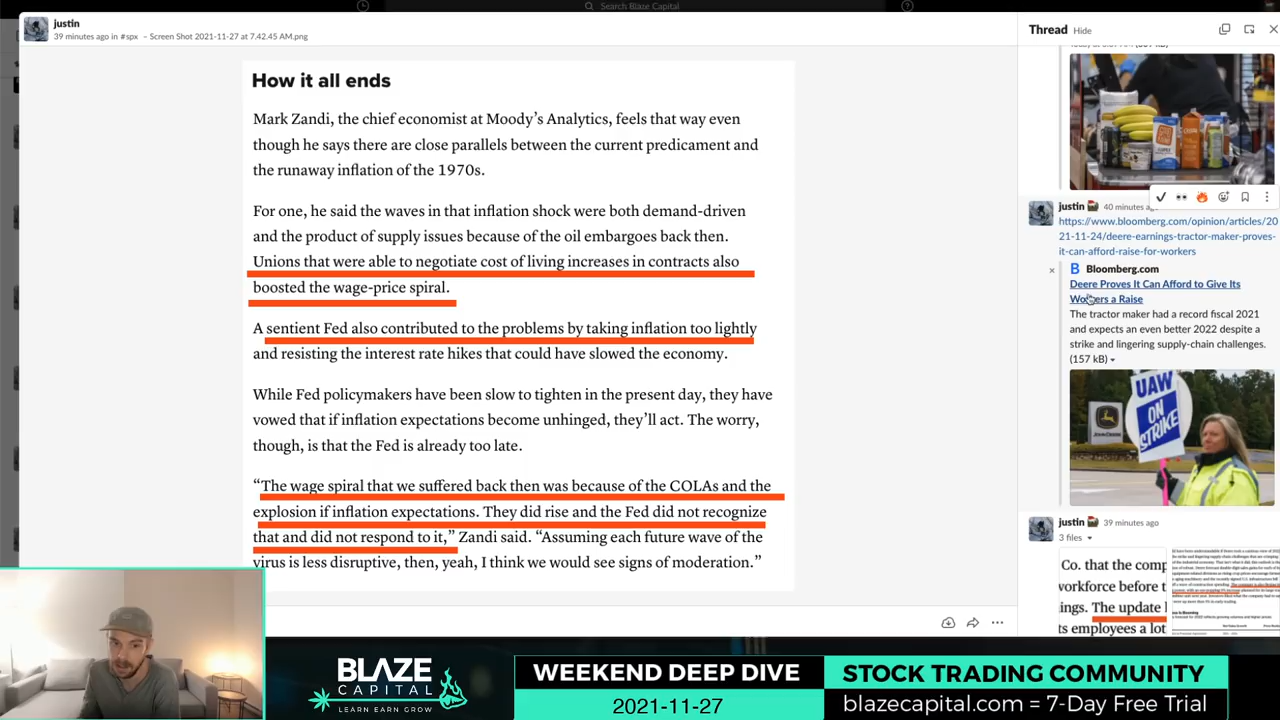 Search Blaze Capital
justin
39 minutes ago in #spx – Screen Shot 2021-11-27 at 7.42.45 AM.png
How it all ends
Mark Zandi, the chief economist at Moody's Analytics, feels that way even
though he says there are close parallels between the current predicament and
the runaway inflation of the 1970s.
For one, he said the waves in that inflation shock were both demand-driven
and the product of supply issues because of the oil embargoes back then.
Unions that were able to negotiate cost of living increases in contracts also
boosted the wage-price spiral.
A sentient Fed also contributed to the problems by taking inflation too lightly
and resisting the interest rate hikes that could have slowed the economy.
While Fed policymakers have been slow to tighten in the present day, they have
vowed that if inflation expectations become unhinged, they'll act. The worry,
though, is that the Fed is already too late.
“The wage spiral that we suffered back then was because of the COLAs and the
explosion if inflation expectations. They did rise and the Fed did not recognize
that and did not respond to it,” Zandi said. “Assuming each future wave of the
virus is less disruptive, then, yeah, I think we would see signs of moderation.”
Thread Hide
justin 40 minutes ago
https://www.bloomberg.com/opinion/articles/20
21-11-24/deere-earnings-tractor-maker-proves-
it-can-afford-raise-for-workers
B Bloomberg.com
Deere Proves It Can Afford to Give Its
Workers a Raise
The tractor maker had a record fiscal 2021
and expects an even better 2022 despite a
strike and lingering supply-chain challenges.
(157 kB)
UAW
ON
STRIKE
JOHN DEERE
justin 39 minutes ago
3 files
Co. that the comp
workforce before t
ings. The update
ts employees a lot
BLAZE
CAPITAL
LEARN EARN GROW
WEEKEND DEEP DIVE
2021-11-27
STOCK TRADING COMMUNITY
blazecapital.com = 7-Day Free Trial